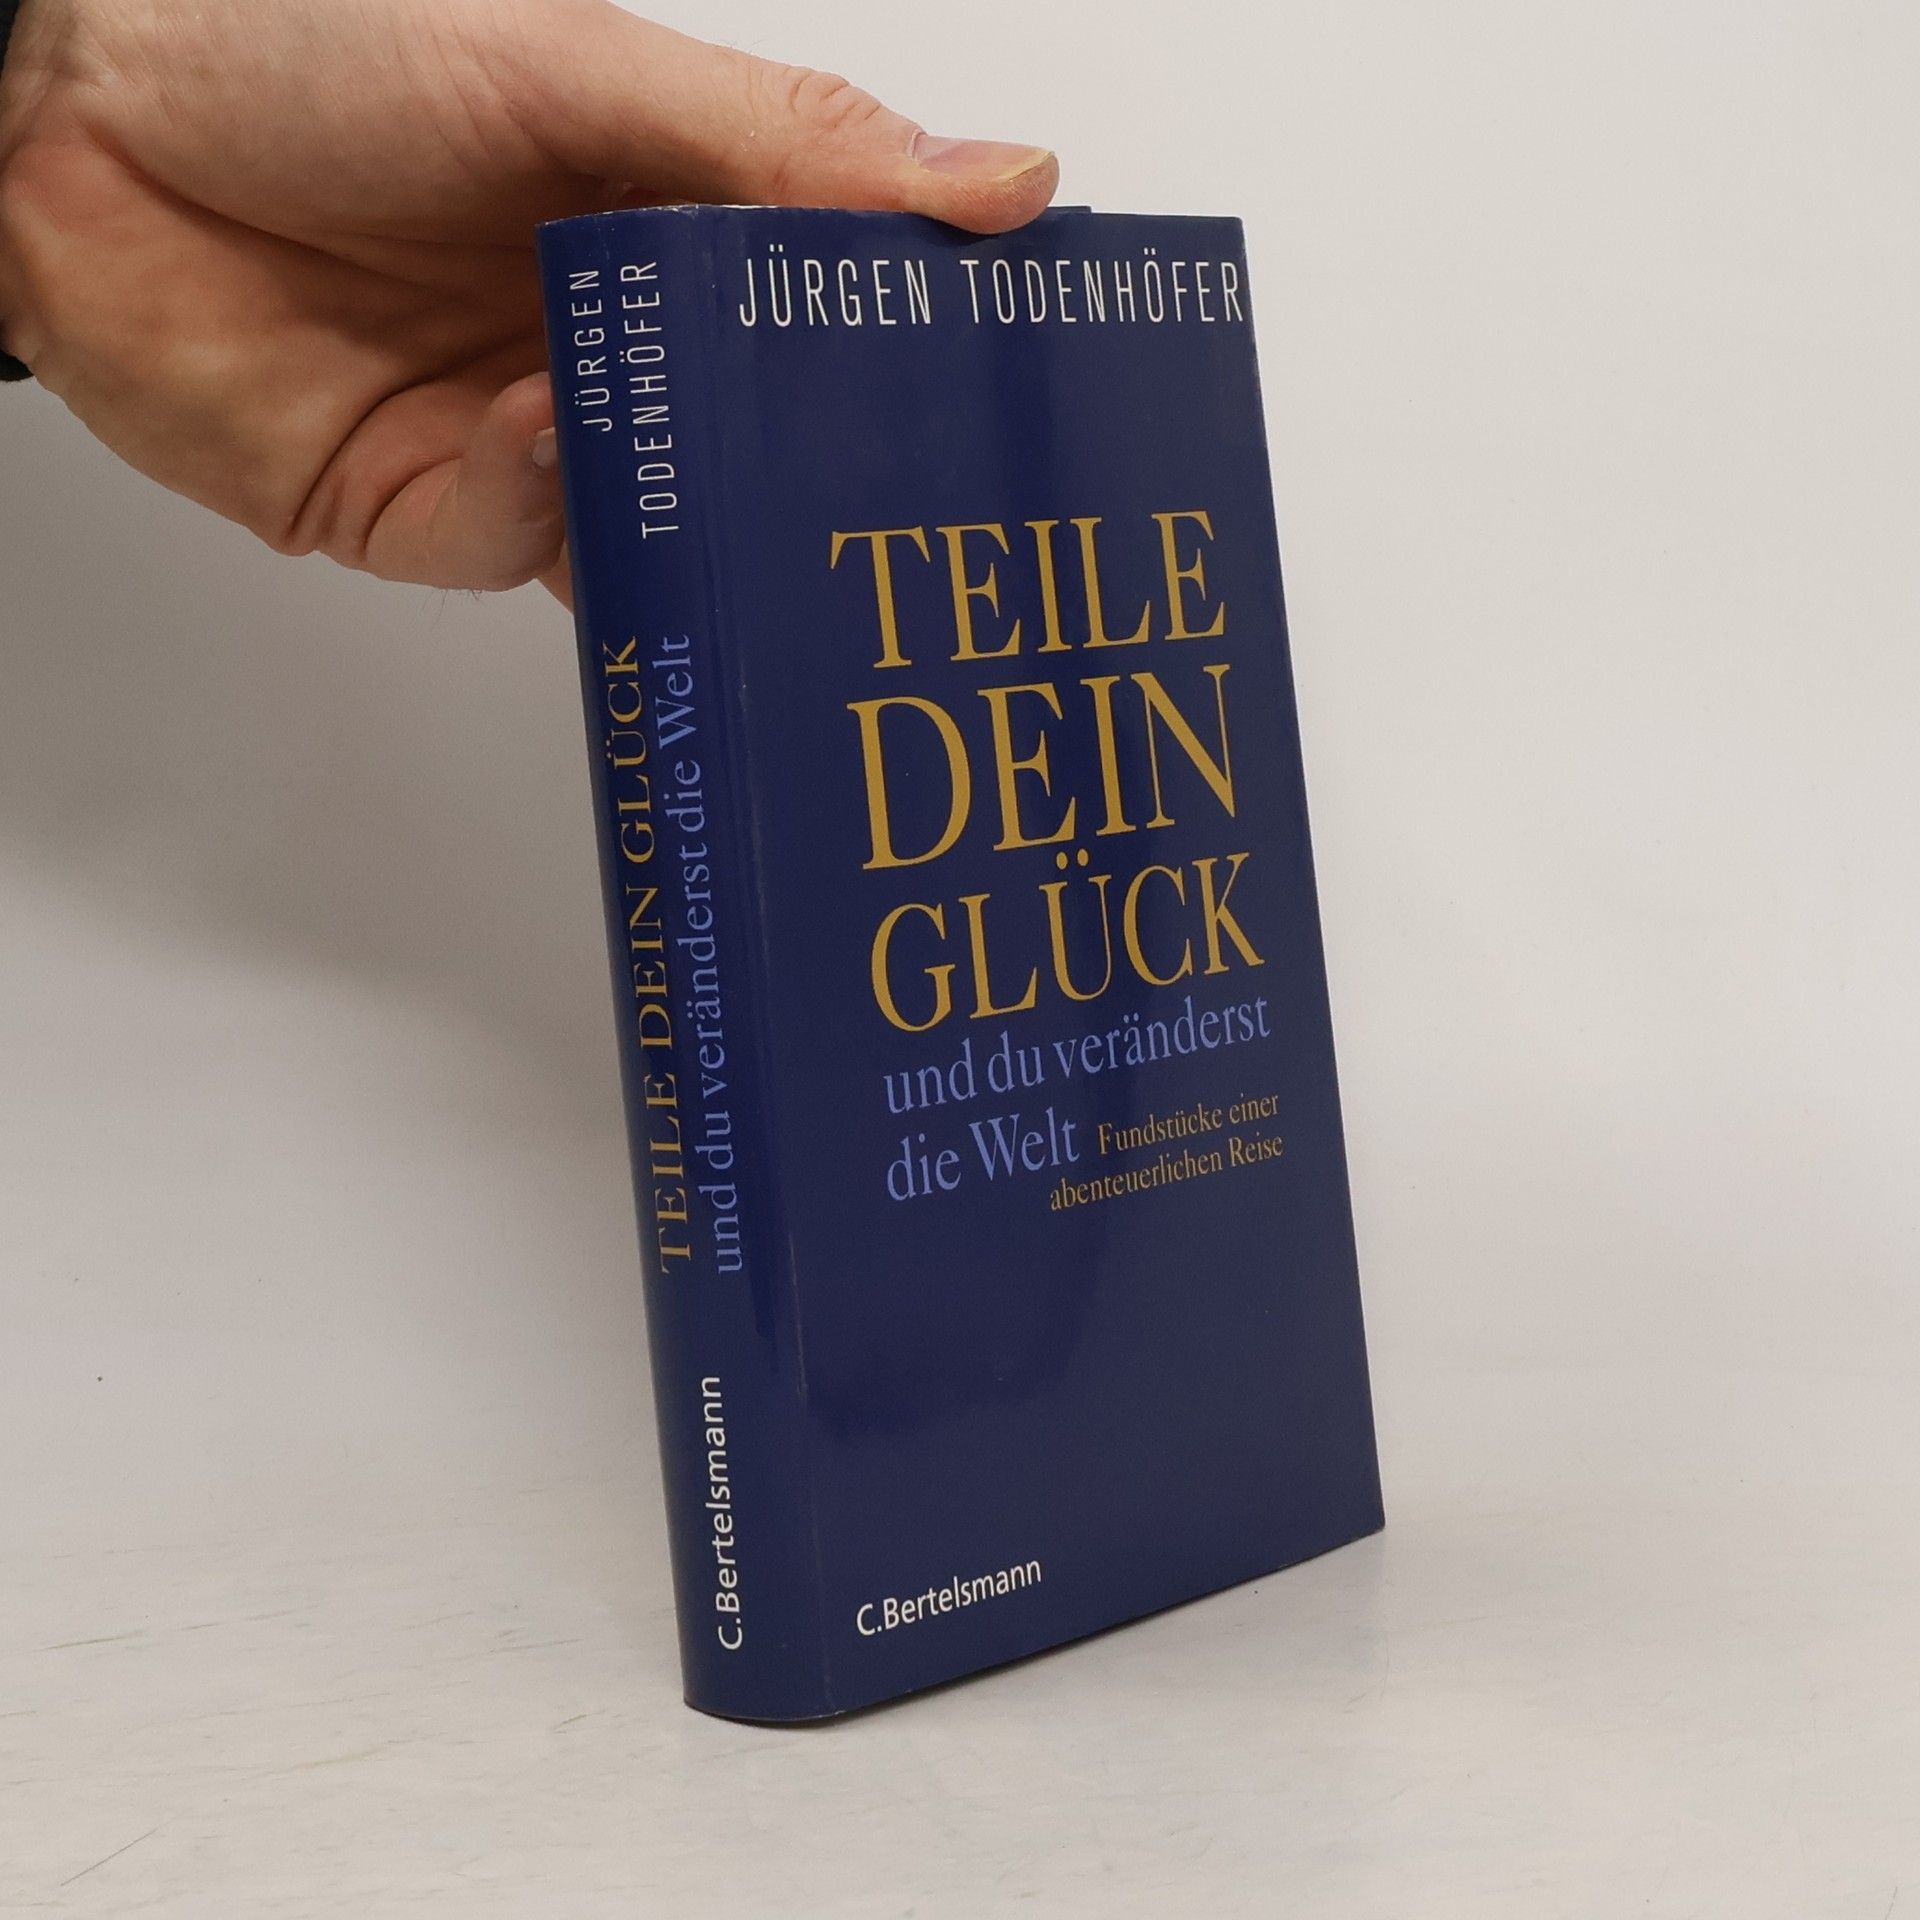 JÜRGEN
TODENHÖFER
TEILE DEIN GLÜCK
und du veränderst die Welt
C.Bertelsmann
JÜRGEN TODENHÖFER
TEILE
DEIN
GLÜCK
und du veränderst
die Welt Fundstücke einer
abenteuerlichen Reise
C.Bertelsmann